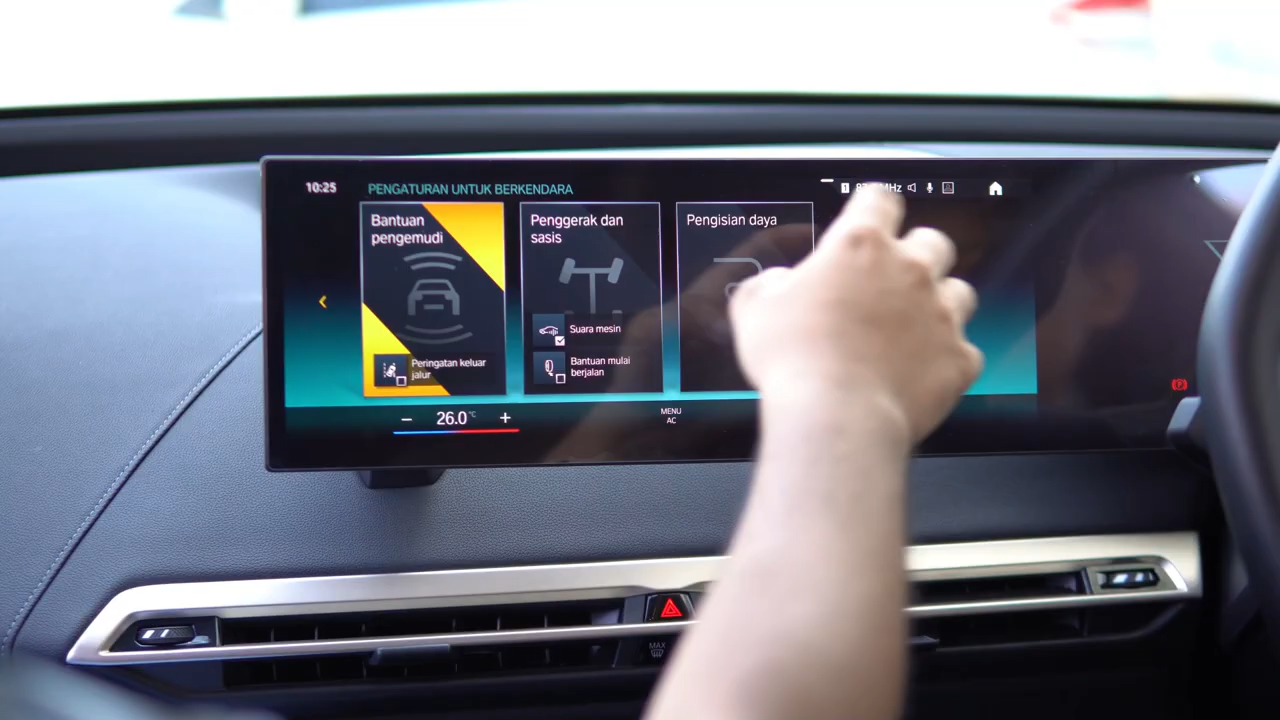 10:25
PENGATURAN UNTUK BERKENDARA
MHz
Bantuan
pengemudi
Peringatan keluar
jalur
Penggerak dan
sasis
Suara mesin
Bantuan mulai
berjalan
Pengisian daya
− 26.0°C +
MENU
AC
MAX